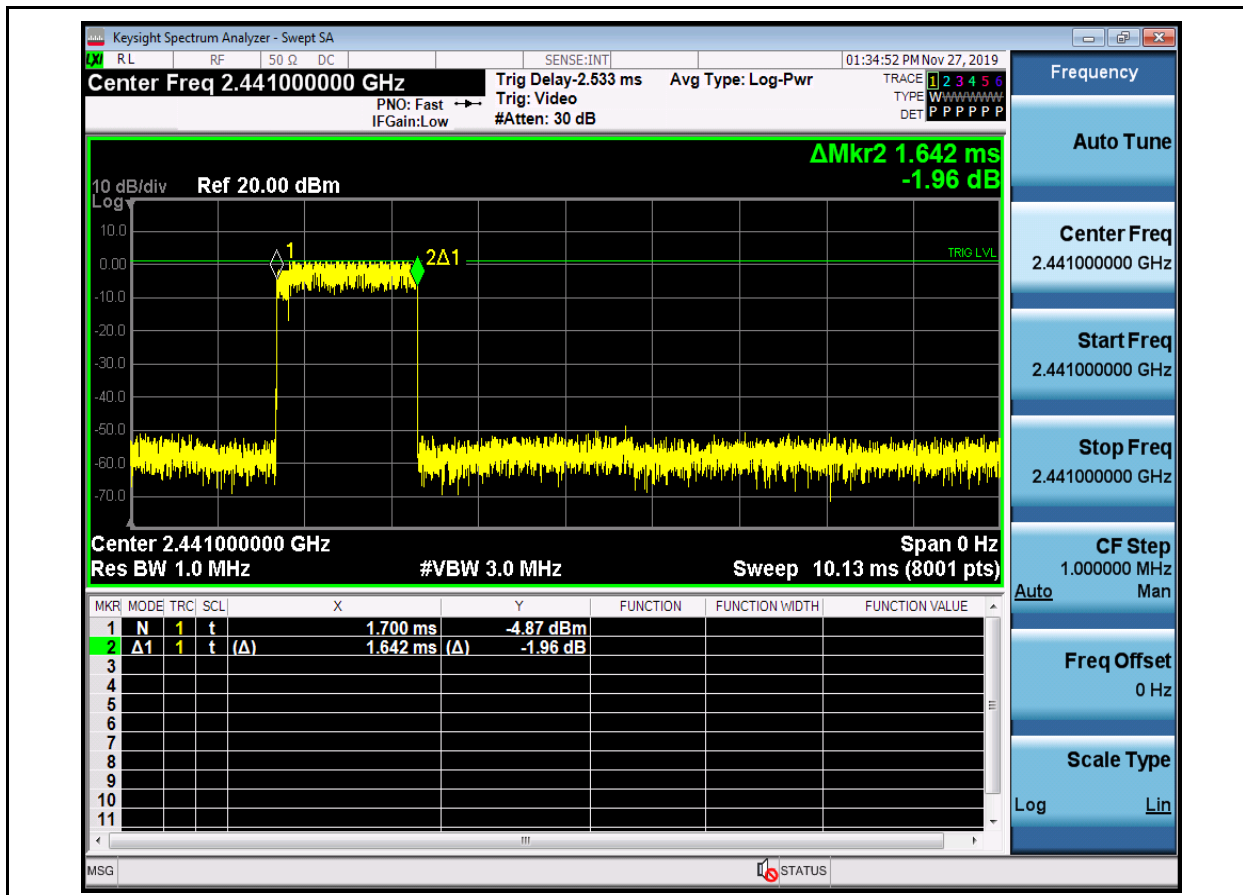 Keysight Spectrum Analyzer - Swept SA
LXI RL RF 50 Ω DC SENSE:INT 01:34:52 PM Nov 27, 2019
Center Freq 2.441000000 GHz
PNO: Fast
IFGain:Low
Trig Delay-2.533 ms
Trig: Video
#Atten: 30 dB
Avg Type: Log-Pwr
TRACE 1 2 3 4 5 6
TYPE WWWWWW
DET P P P P P P
ΔMkr2 1.642 ms
-1.96 dB
10 dB/div Ref 20.00 dBm
Log
10.0
0.00
-10.0
-20.0
-30.0
-40.0
-50.0
-60.0
-70.0
1
2Δ1
TRIG LVL
Center 2.441000000 GHz Span 0 Hz
Res BW 1.0 MHz #VBW 3.0 MHz Sweep 10.13 ms (8001 pts)
MKR MODE TRC SCL X Y FUNCTION FUNCTION WIDTH FUNCTION VALUE
1 N 1 t 1.700 ms -4.87 dBm
2 Δ1 1 t (Δ) 1.642 ms (Δ) -1.96 dB
3
4
5
6
7
8
9
10
11
MSG STATUS
Frequency
Auto Tune
Center Freq
2.441000000 GHz
Start Freq
2.441000000 GHz
Stop Freq
2.441000000 GHz
CF Step
1.000000 MHz
Auto Man
Freq Offset
0 Hz
Scale Type
Log Lin